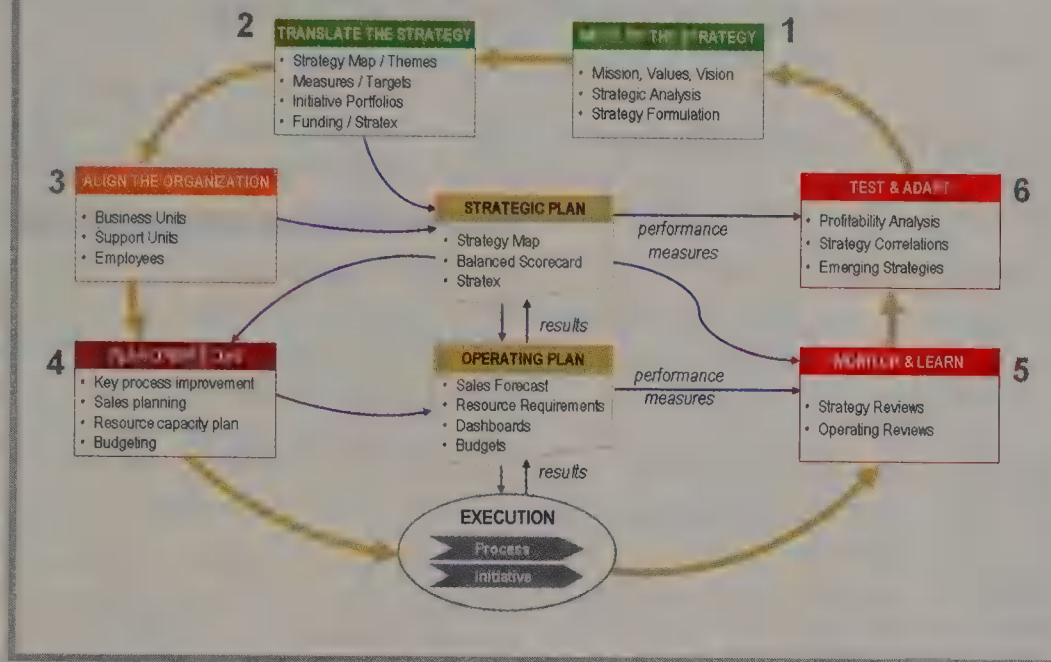 2
TRANSLATE THE STRATEGY
• Strategy Map / Themes
• Measures / Targets
• Initiative Portfolios
• Funding / Stratex
THE STRATEGY
1
• Mission, Values, Vision
• Strategic Analysis
• Strategy Formulation
3
ALIGN THE ORGANIZATION
• Business Units
• Support Units
• Employees
STRATEGIC PLAN
• Strategy Map
• Balanced Scorecard
• Stratex
performance
measures
TEST & ADAPT
6
• Profitability Analysis
• Strategy Correlations
• Emerging Strategies
results
4
• Key process improvement
• Sales planning
• Resource capacity plan
• Budgeting
OPERATING PLAN
• Sales Forecast
• Resource Requirements
• Dashboards
• Budgets
performance
measures
MONITOR & LEARN
5
• Strategy Reviews
• Operating Reviews
results
EXECUTION
Process
Initiative